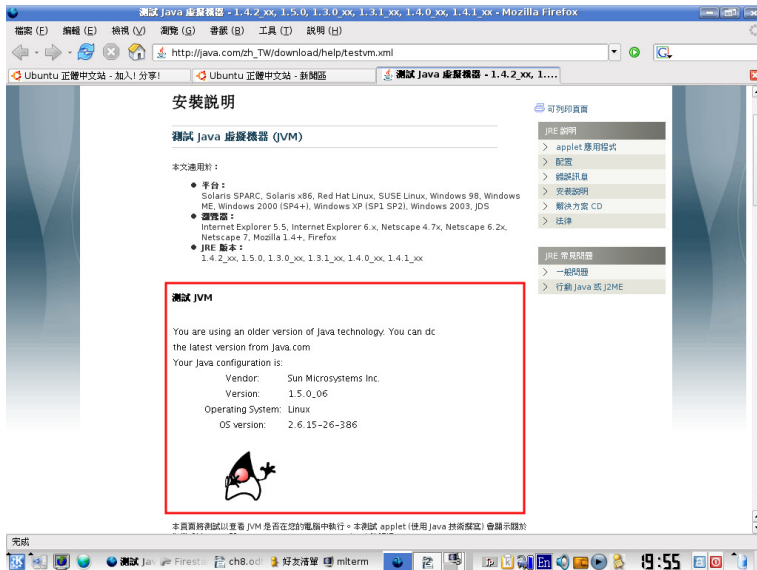 測試 Java 虛擬機器 - 1.4.2_xx, 1.5.0, 1.3.0_xx, 1.3.1_xx, 1.4.0_xx, 1.4.1_xx - Mozilla Firefox
檔案 (F) 編輯 (E) 檢視 (V) 瀏覽 (G) 書籤 (B) 工具 (T) 說明 (H)
http://java.com/zh_TW/download/help/testvm.xml
Ubuntu 正體中文站 - 加入! 分享!
Ubuntu 正體中文站 - 新聞區
測試 Java 虛擬機器 - 1.4.2_xx, 1....
安裝說明
測試 Java 虛擬機器 (JVM)
本文適用於：
平台：
Solaris SPARC, Solaris x86, Red Hat Linux, SUSE Linux, Windows 98, Windows
ME, Windows 2000 (SP4+), Windows XP (SP1 SP2), Windows 2003, JDS
瀏覽器：
Internet Explorer 5.5, Internet Explorer 6.x, Netscape 4.7x, Netscape 6.2x,
Netscape 7, Mozilla 1.4+, Firefox
JRE 版本：
1.4.2_xx, 1.5.0, 1.3.0_xx, 1.3.1_xx, 1.4.0_xx, 1.4.1_xx
測試 JVM
You are using an older version of Java technology. You can dc
the latest version from Java.com
Your Java configuration is:
Vendor: Sun Microsystems Inc.
Version: 1.5.0_06
Operating System: Linux
OS version: 2.6.15-26-386
本頁面將測試以查看 JVM 是否在您的電腦中執行。本測試 applet (使用 Java 技術撰寫) 會顯示關於
可列印頁面
JRE 說明
applet 應用程式
配置
錯誤訊息
安裝說明
解決方案 CD
法律
JRE 常見問題
一般問題
行動 Java 或 J2ME
完成
測試 Ja
Firesta
ch8.od
好友清單
mlterm
En
19:55